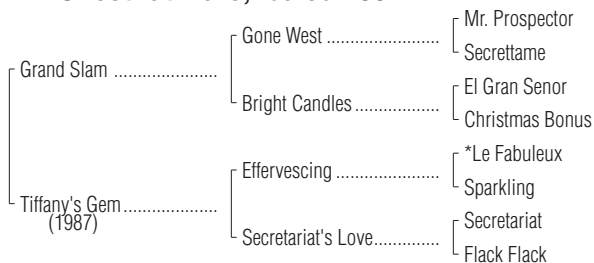 Grand Slam ......................
Tiffany's Gem....................
(1987)
Gone West ........................
Bright Candles ..................
Effervescing ......................
Secretariat's Love..............
Mr. Prospector
Secrettame
El Gran Senor
Christmas Bonus
*Le Fabuleux
Sparkling
Secretariat
Flack Flack